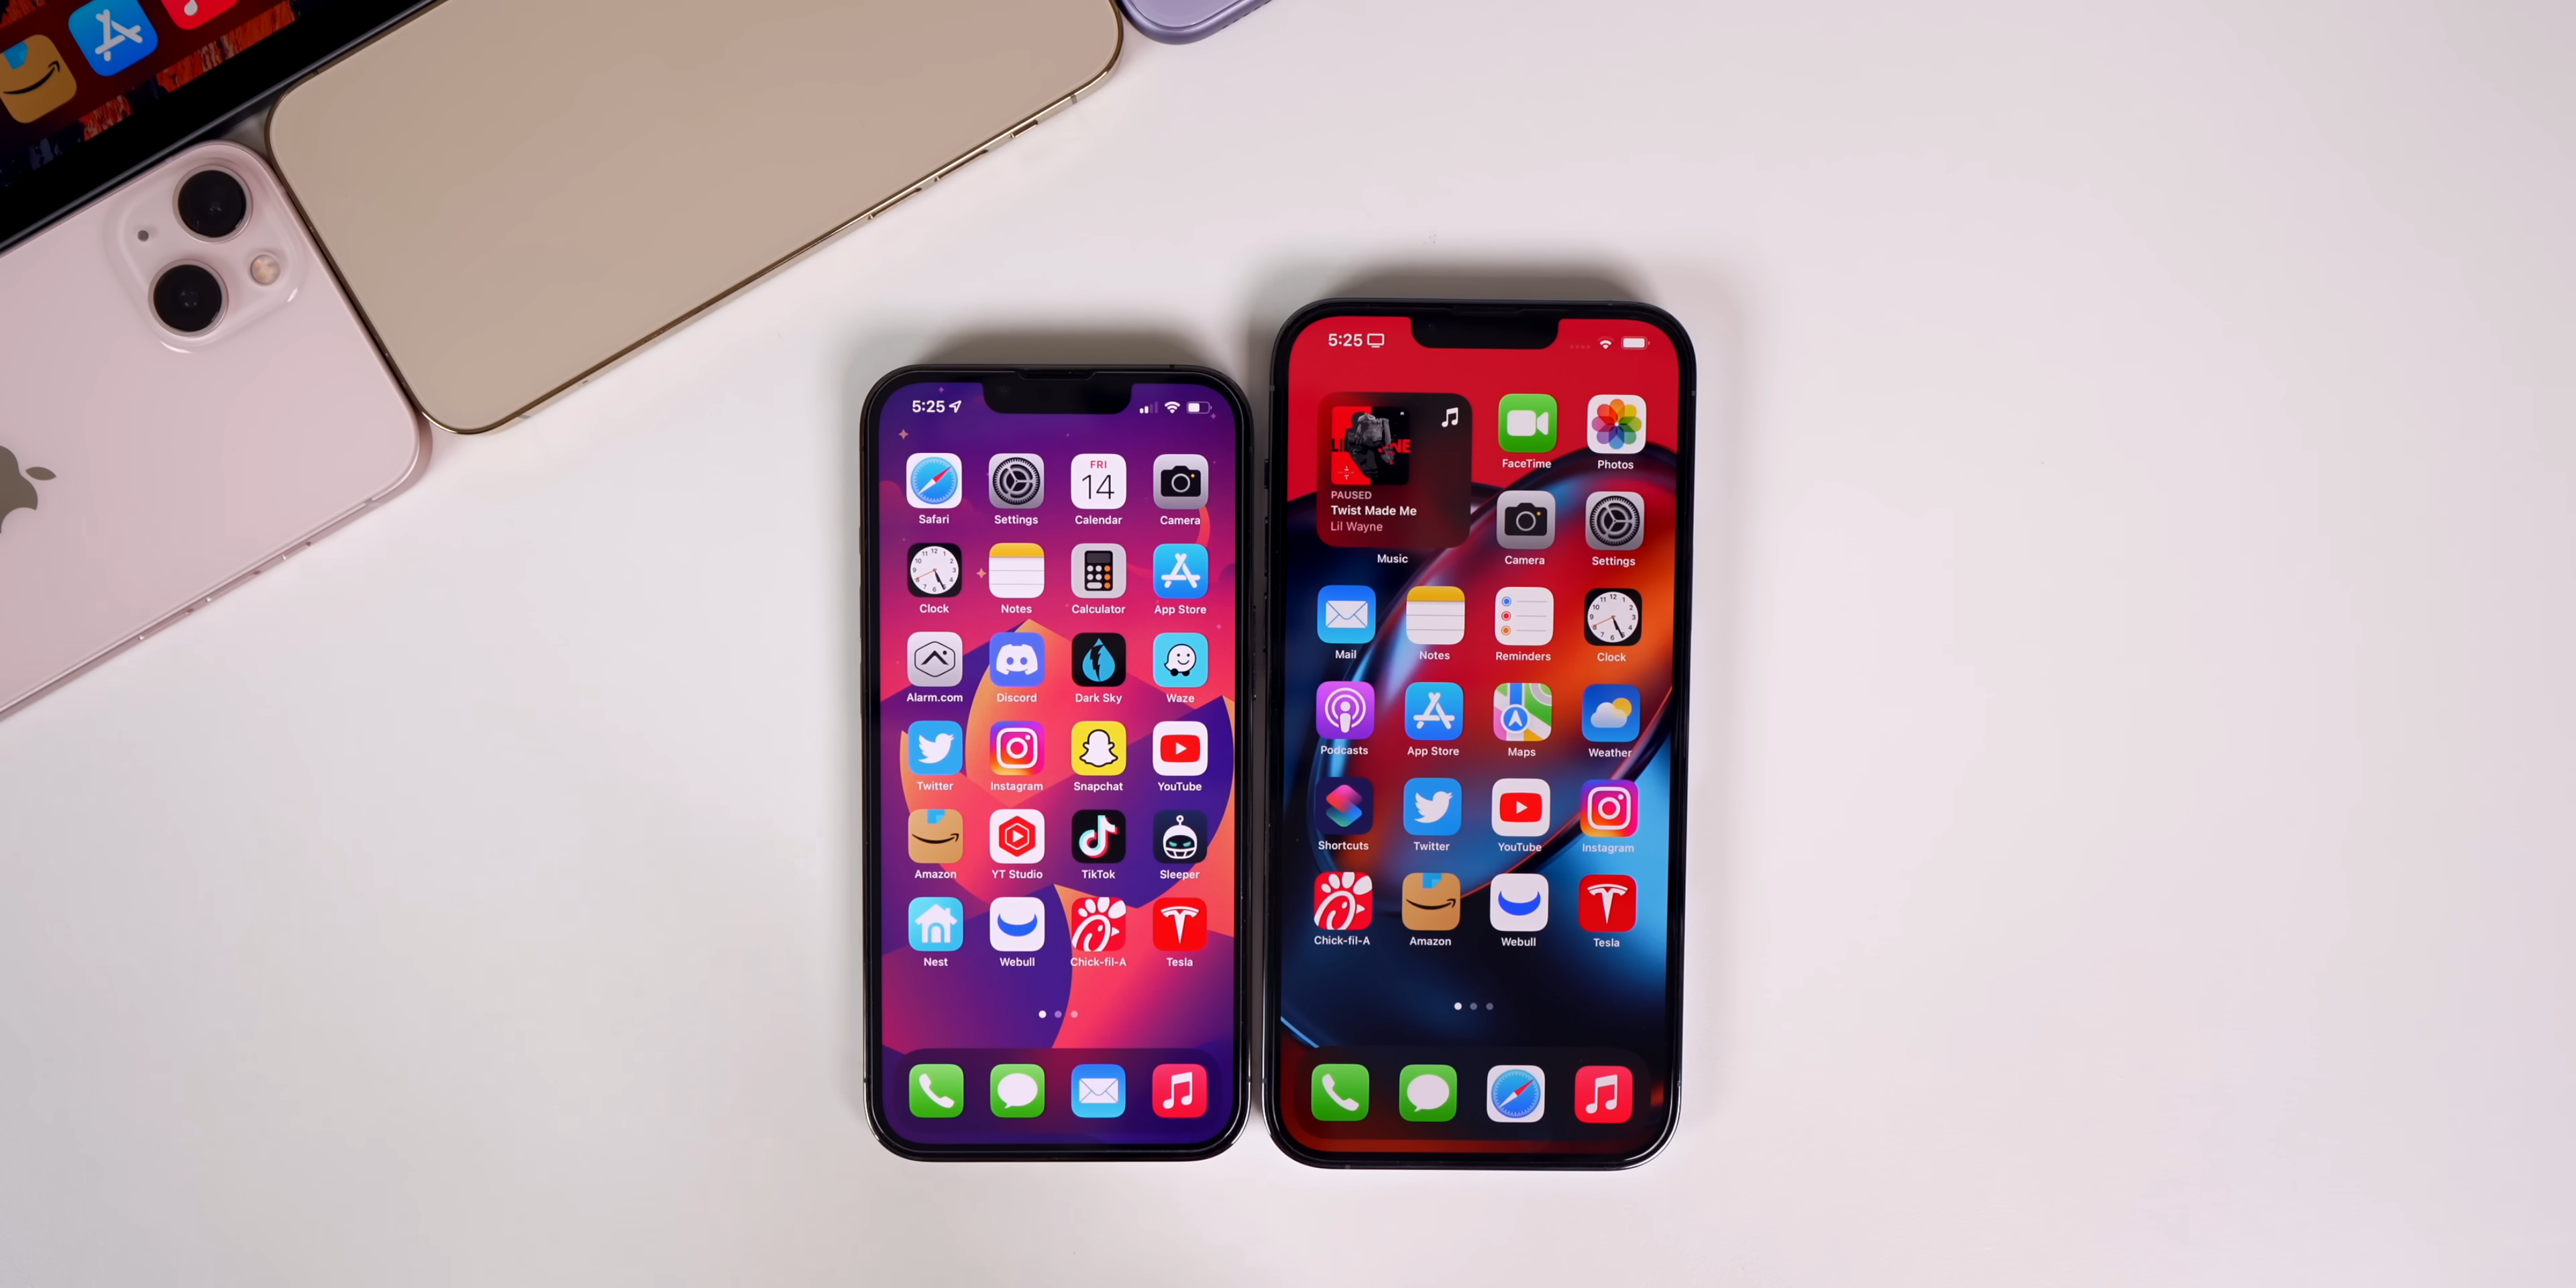 5:25
FRI
14
Safari Settings Calendar Camera
Clock Notes Calculator App Store
Alarm.com Discord Dark Sky Waze
Twitter Instagram Snapchat YouTube
Amazon YT Studio TikTok Sleeper
Nest Webull Chick-fil-A Tesla
5:25
PAUSED
Twist Made Me
Lil Wayne
Music
FaceTime Photos
Camera Settings
Mail Notes Reminders Clock
Podcasts App Store Maps Weather
Shortcuts Twitter YouTube Instagram
Chick-fil-A Amazon Webull Tesla